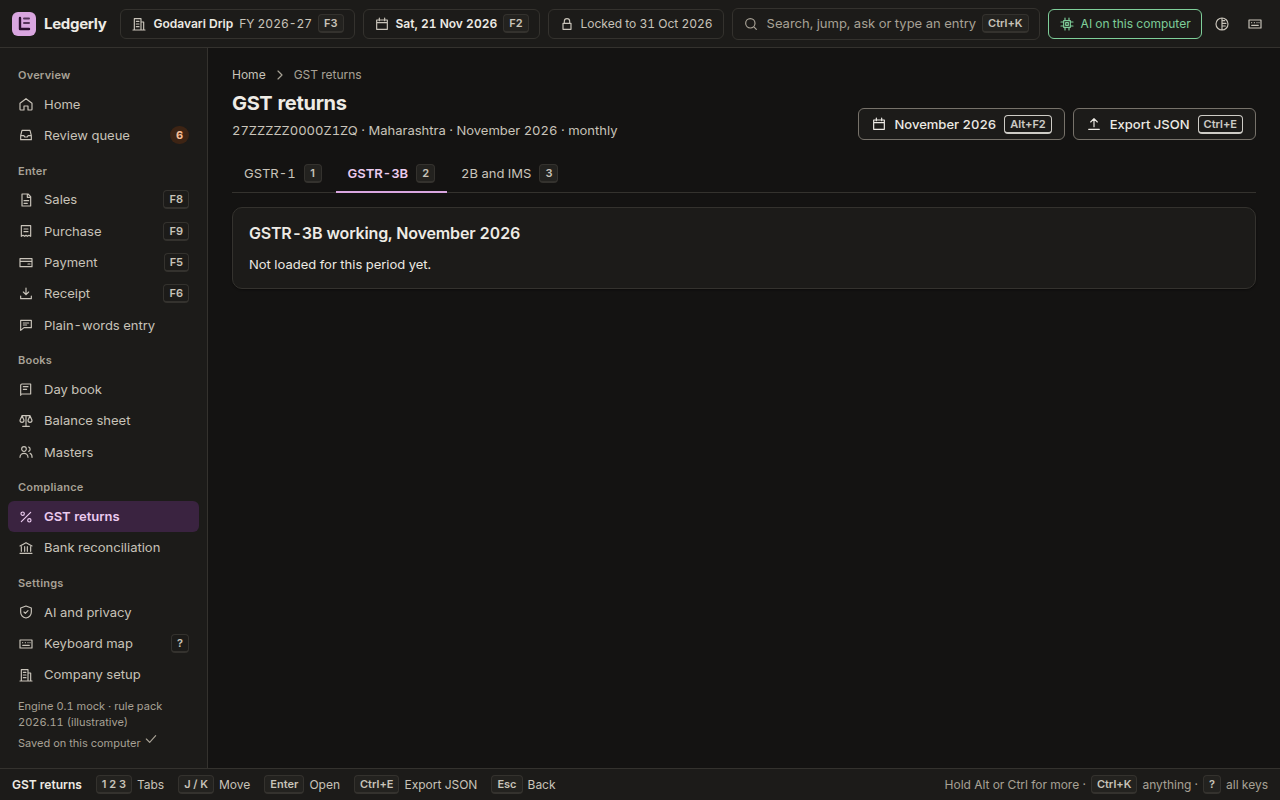 Ledgerly
Godavari Drip FY 2026-27 F3
Sat, 21 Nov 2026 F2
Locked to 31 Oct 2026
Search, jump, ask or type an entry Ctrl+K
AI on this computer
Overview
Home
Review queue 6
Enter
Sales F8
Purchase F9
Payment F5
Receipt F6
Plain-words entry
Books
Day book
Balance sheet
Masters
Compliance
GST returns
Bank reconciliation
Settings
AI and privacy
Keyboard map ?
Company setup
Engine 0.1 mock · rule pack
2026.11 (illustrative)
Saved on this computer
Home > GST returns
GST returns
27ZZZZZ0000Z1ZQ · Maharashtra · November 2026 · monthly
November 2026 Alt+F2
Export JSON Ctrl+E
GSTR-1 1
GSTR-3B 2
2B and IMS 3
GSTR-3B working, November 2026
Not loaded for this period yet.
GST returns 1 2 3 Tabs J / K Move Enter Open Ctrl+E Export JSON Esc Back
Hold Alt or Ctrl for more · Ctrl+K anything · ? all keys